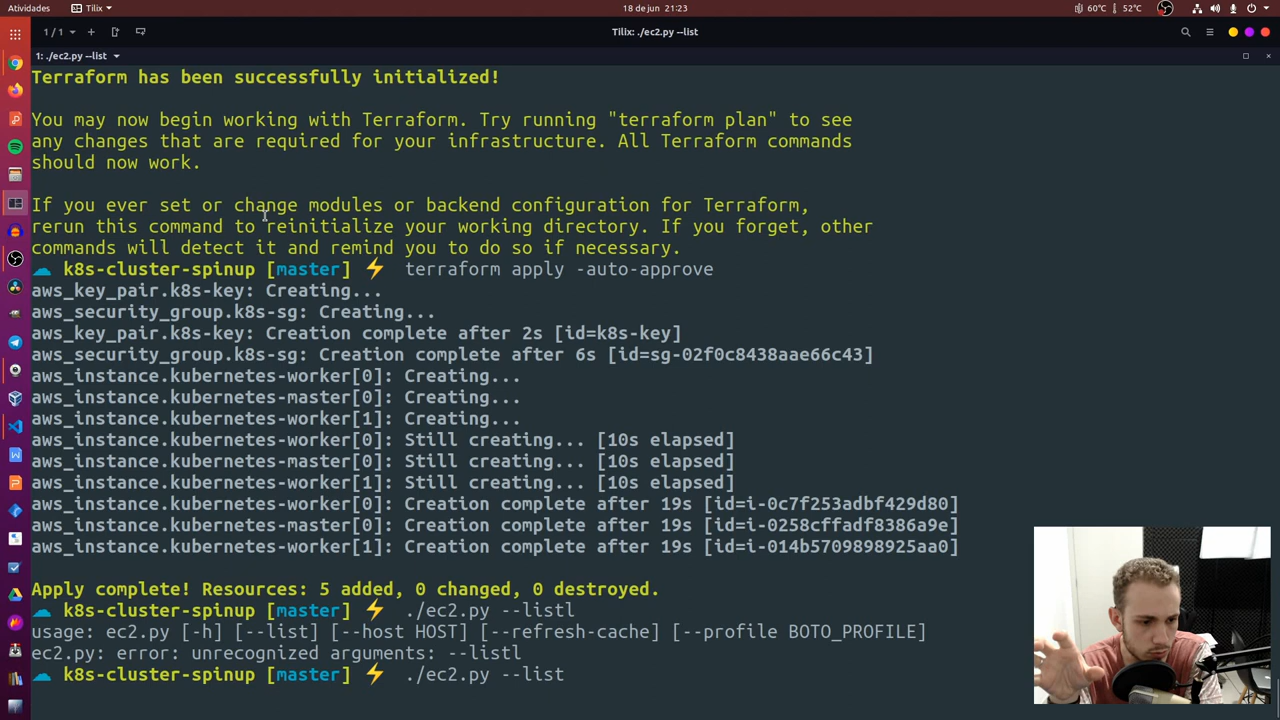 Atividades
Tilix
18 de jun 21:23
60°C
52°C
1 / 1
Tilix: ./ec2.py --list
1: ./ec2.py --list
Terraform has been successfully initialized!
You may now begin working with Terraform. Try running "terraform plan" to see
any changes that are required for your infrastructure. All Terraform commands
should now work.
If you ever set or change modules or backend configuration for Terraform,
rerun this command to reinitialize your working directory. If you forget, other
commands will detect it and remind you to do so if necessary.
k8s-cluster-spinup [master] ⚡ terraform apply -auto-approve
aws_key_pair.k8s-key: Creating...
aws_security_group.k8s-sg: Creating...
aws_key_pair.k8s-key: Creation complete after 2s [id=k8s-key]
aws_security_group.k8s-sg: Creation complete after 6s [id=sg-02f0c8438aae66c43]
aws_instance.kubernetes-worker[0]: Creating...
aws_instance.kubernetes-master[0]: Creating...
aws_instance.kubernetes-worker[1]: Creating...
aws_instance.kubernetes-worker[0]: Still creating... [10s elapsed]
aws_instance.kubernetes-master[0]: Still creating... [10s elapsed]
aws_instance.kubernetes-worker[1]: Still creating... [10s elapsed]
aws_instance.kubernetes-worker[0]: Creation complete after 19s [id=i-0c7f253adbf429d80]
aws_instance.kubernetes-master[0]: Creation complete after 19s [id=i-0258cffadf8386a9e]
aws_instance.kubernetes-worker[1]: Creation complete after 19s [id=i-014b5709898925aa0]
Apply complete! Resources: 5 added, 0 changed, 0 destroyed.
k8s-cluster-spinup [master] ⚡ ./ec2.py --listl
usage: ec2.py [-h] [--list] [--host HOST] [--refresh-cache] [--profile BOTO_PROFILE]
ec2.py: error: unrecognized arguments: --listl
k8s-cluster-spinup [master] ⚡ ./ec2.py --list